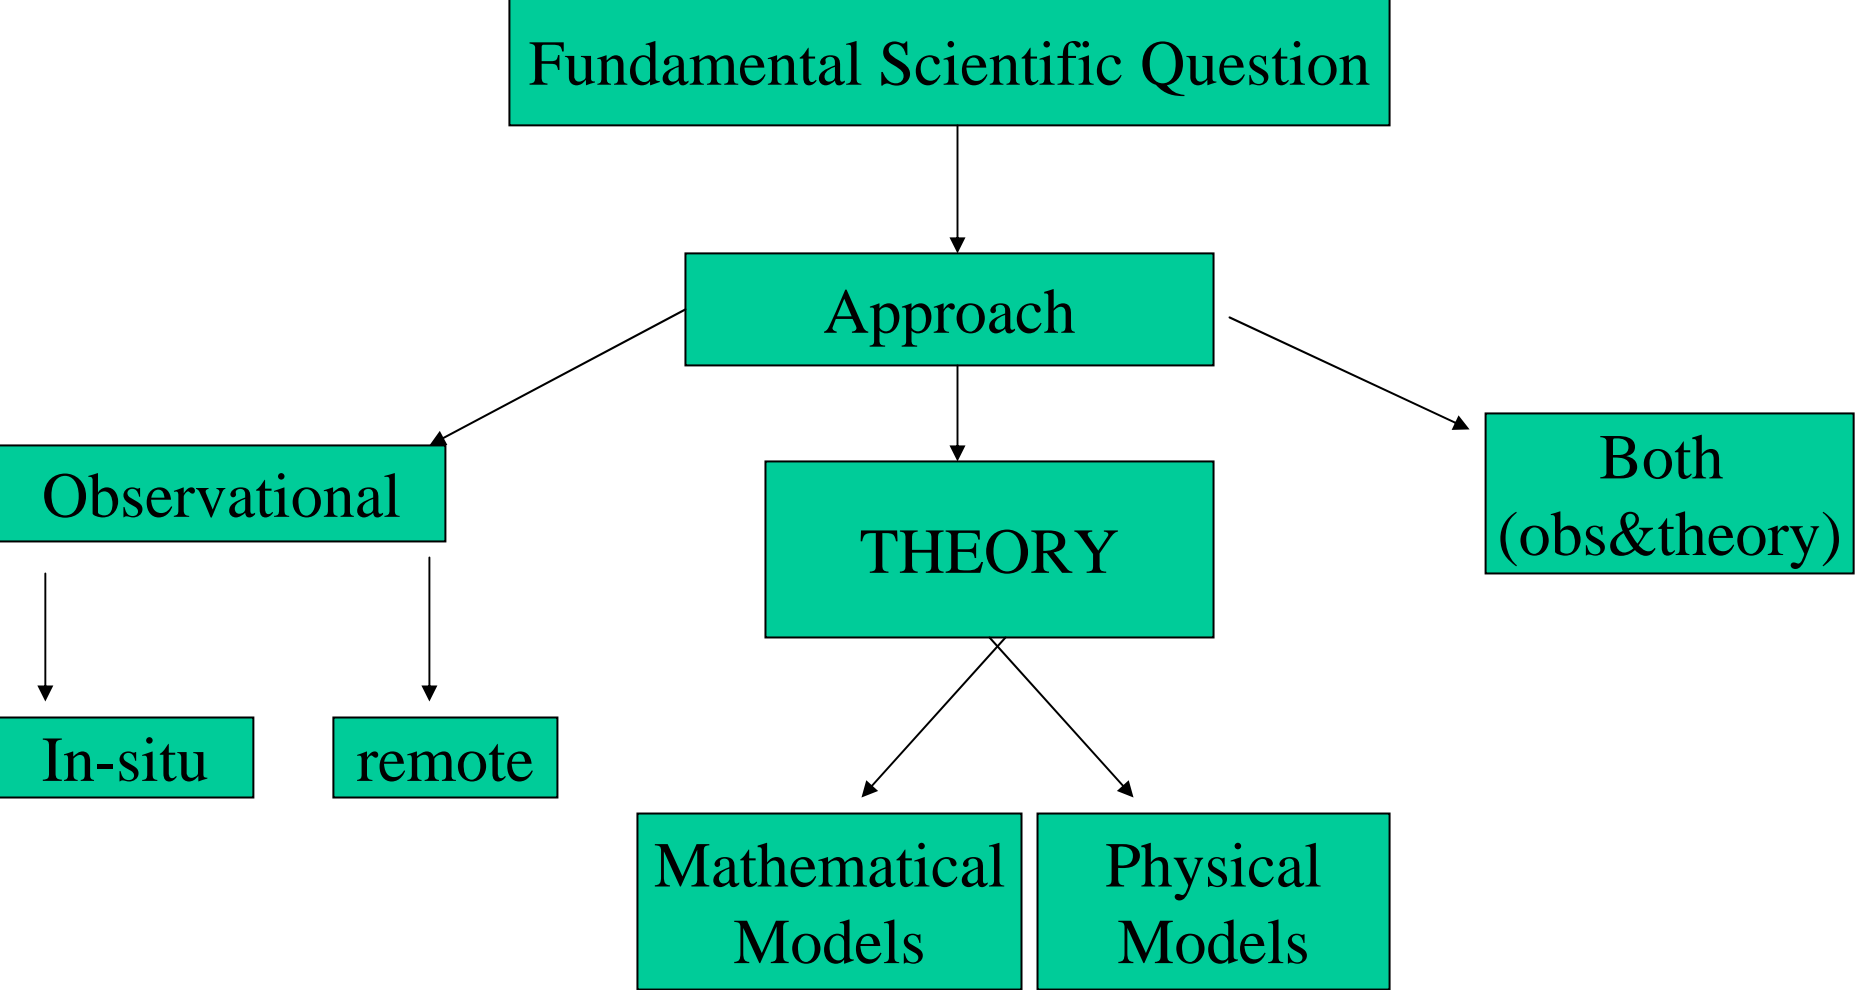 Fundamental Scientific Question
Approach
Observational
THEORY
Both
(obs&theory)
In-situ
remote
Mathematical
Models
Physical
Models